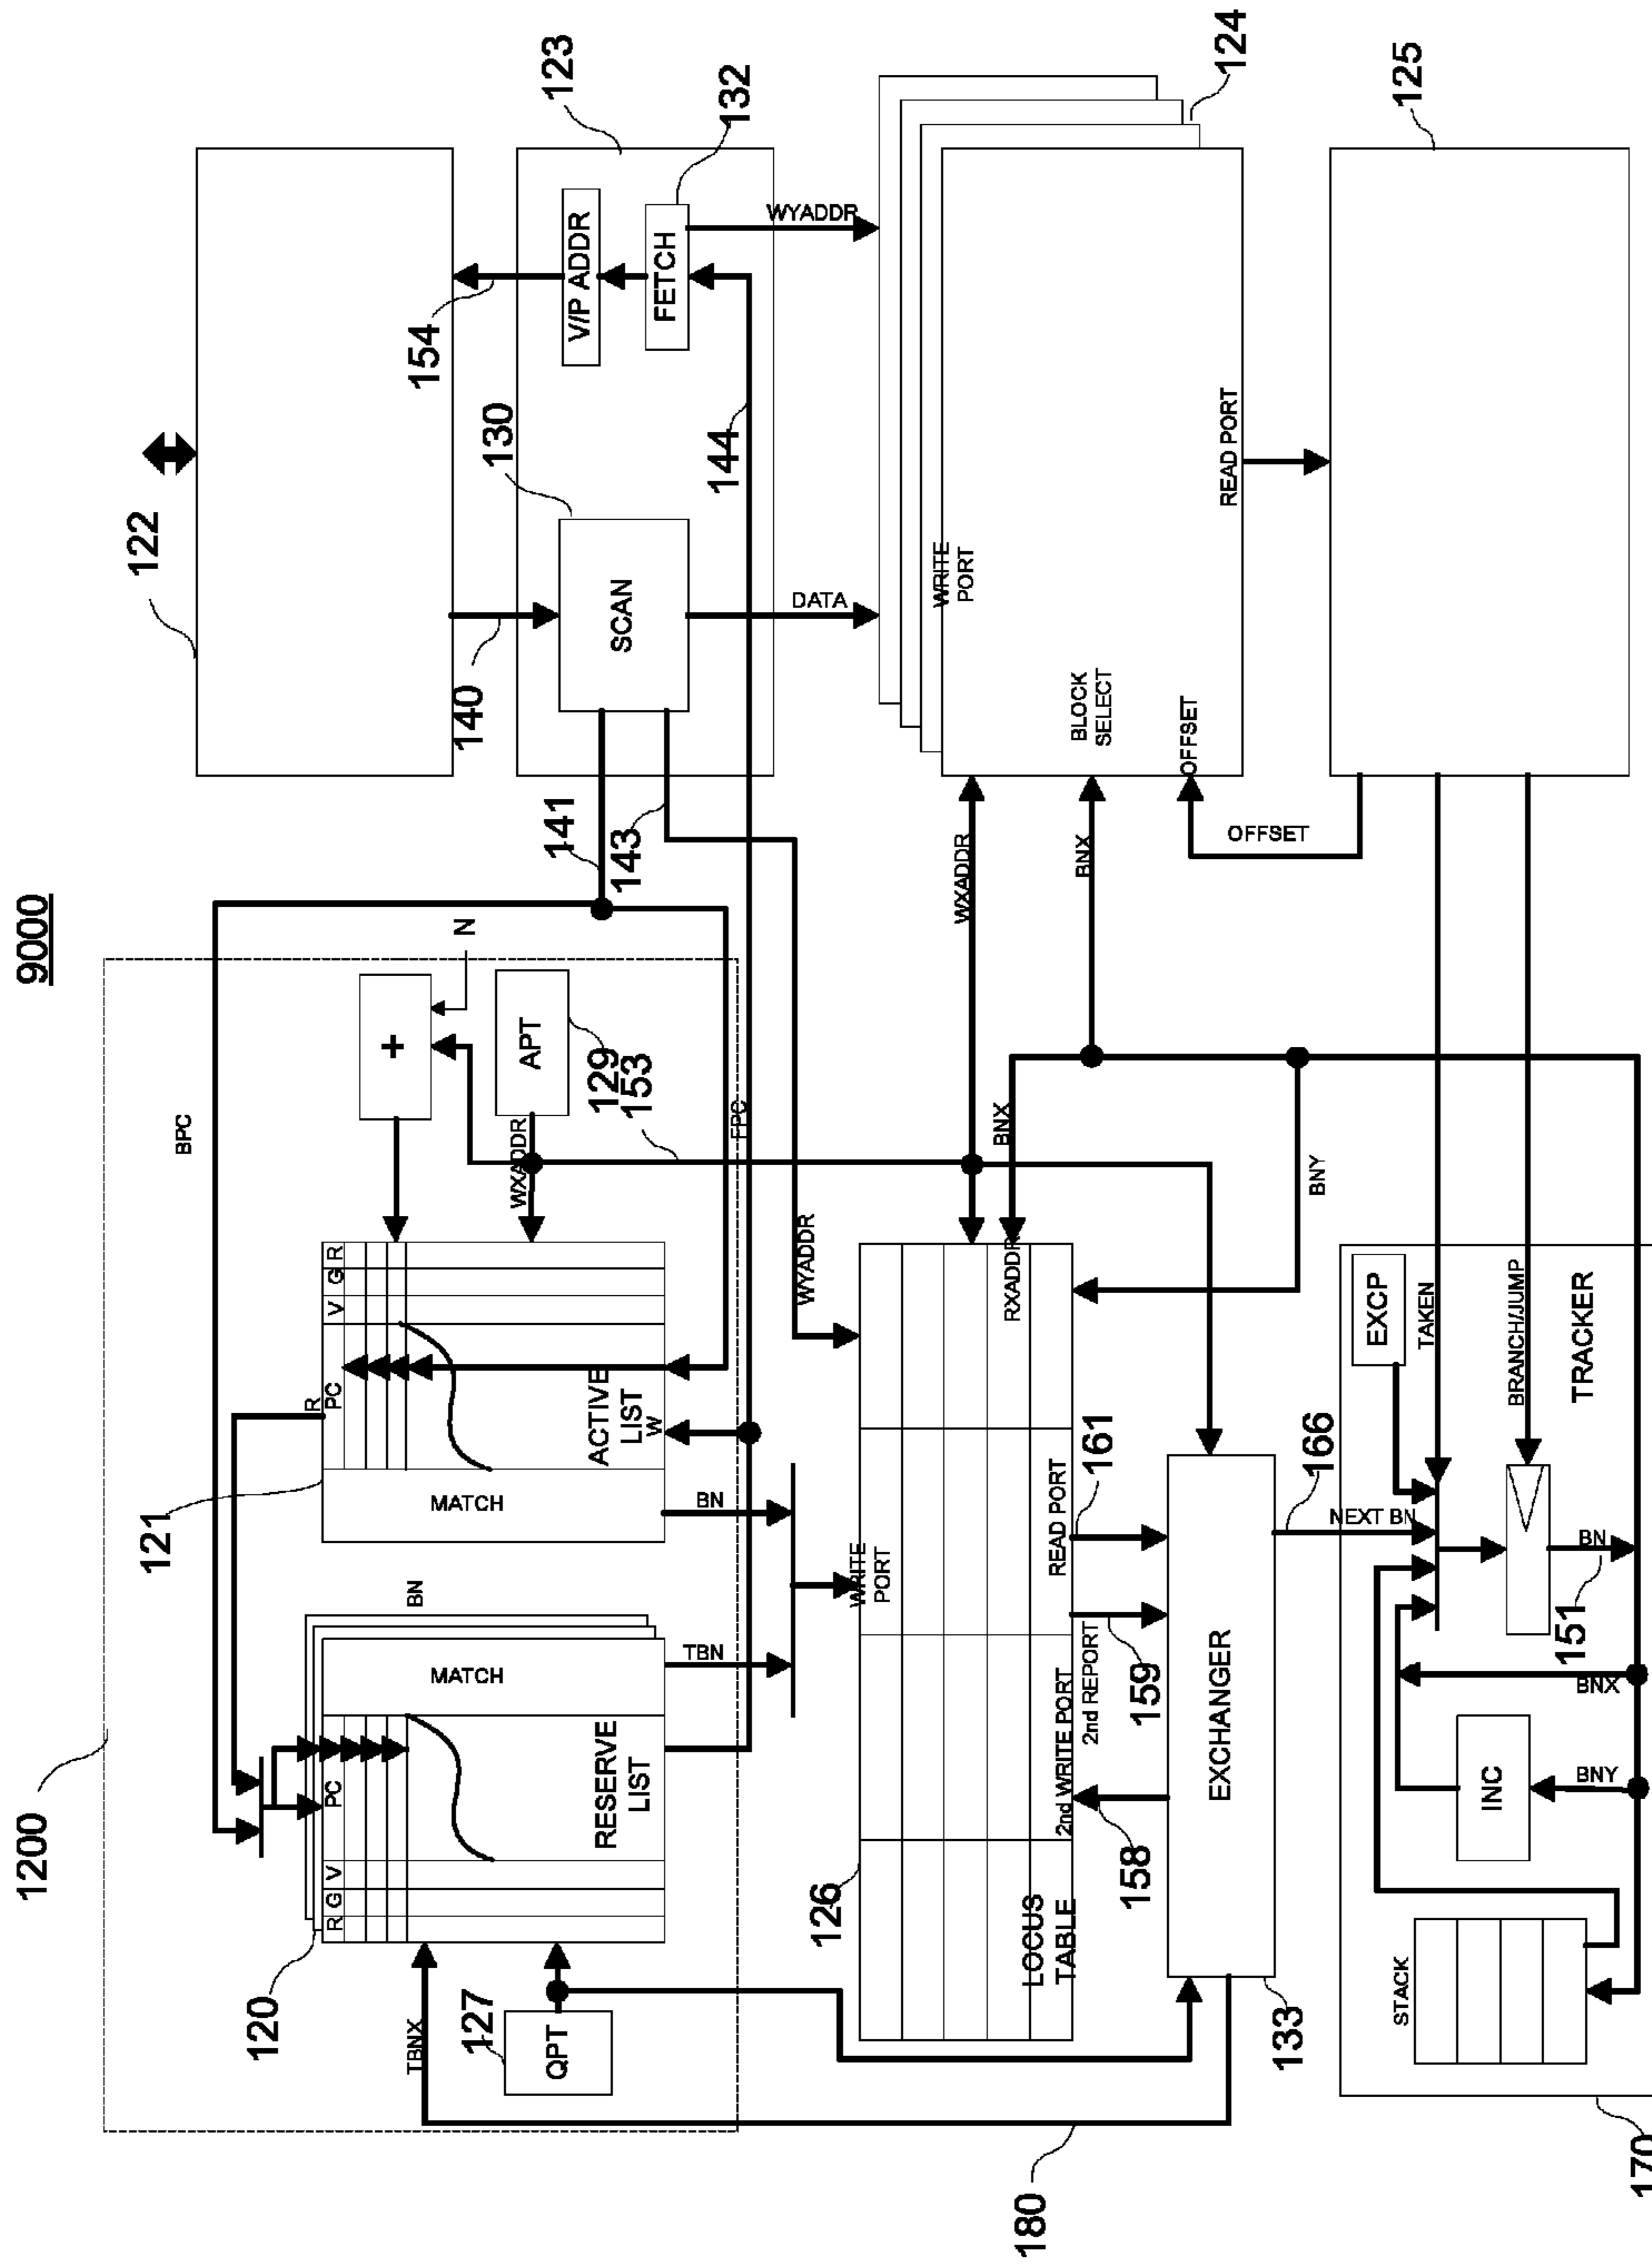 9000
1200
180
120
127
QPT
TBNX
R G V
PC
RESERVE
LIST
MATCH
BN
TBN
BPC
121
MATCH
BN
R
PC
V
G R
ACTIVE
LIST
W
+
N
APT
129
WXADDR
153
FPC
141
143
144
122
140
154
123
130
SCAN
132
V/P ADDR
FETCH
DATA
WYADDR
WYADDR
126
LOCUS
TABLE
WRITE
PORT
RXADDR
2nd WRITE PORT
2nd REPORT
READ PORT
158
159
161
BNX
BNY
WXADDR
BNX
133
EXCHANGER
166
NEXT BN
124
WRITE
PORT
BLOCK
SELECT
OFFSET
READ PORT
OFFSET
125
170
STACK
INC
BNY
BNX
151
BN
EXCP
TAKEN
BRANCH/JUMP
TRACKER